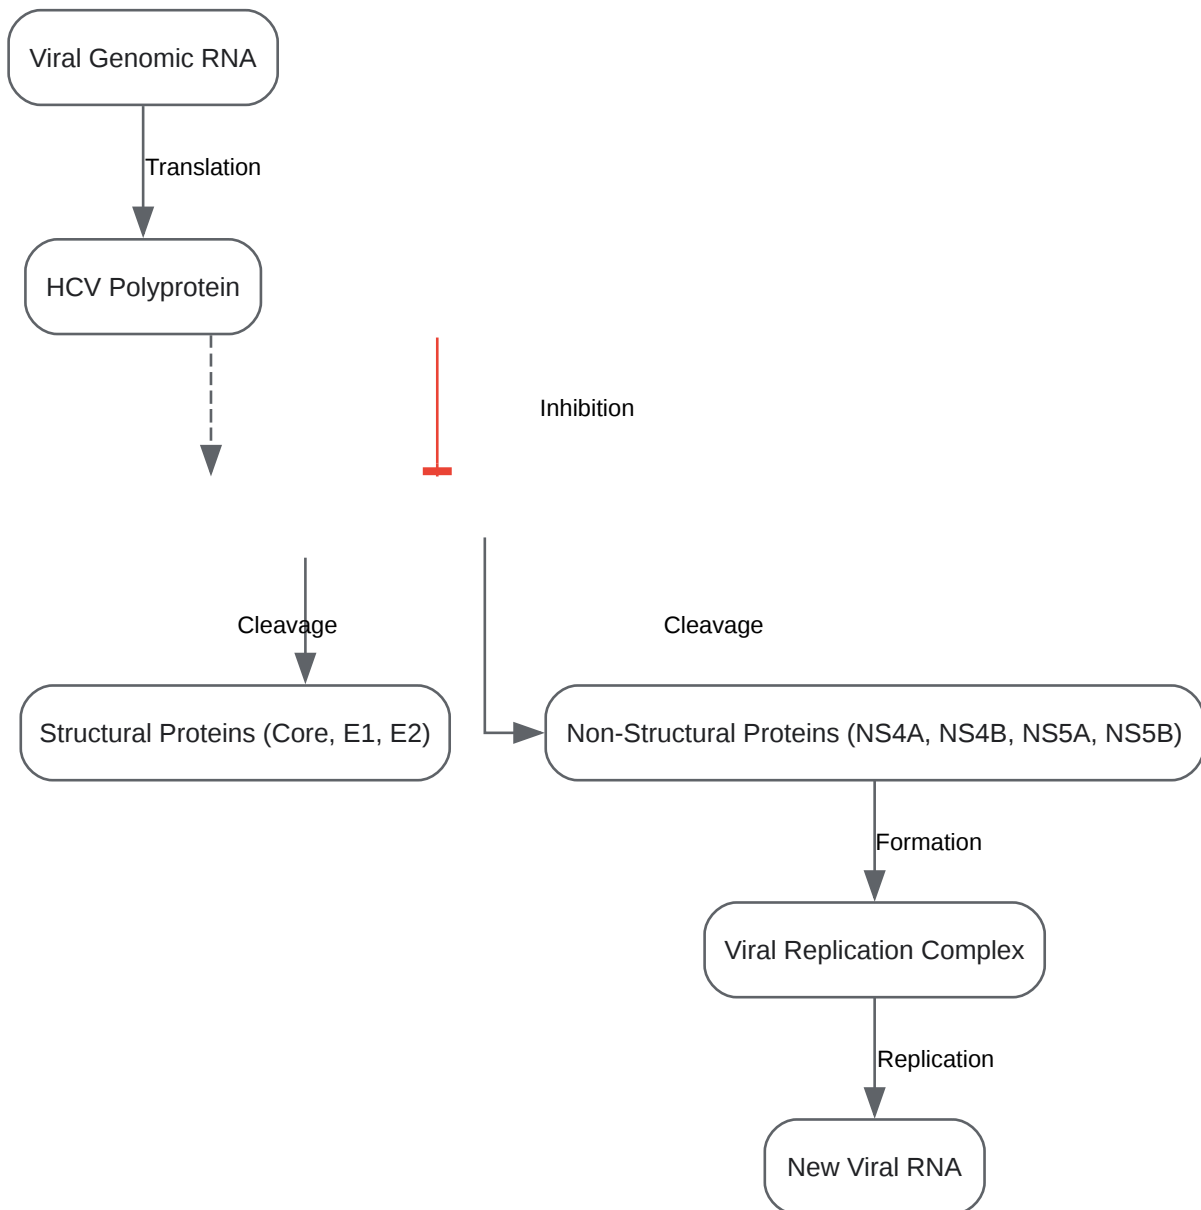 Viral Genomic RNA
Translation
HCV Polyprotein
Inhibition
Cleavage
Cleavage
Structural Proteins (Core, E1, E2)
Non-Structural Proteins (NS4A, NS4B, NS5A, NS5B)
Formation
Viral Replication Complex
Replication
New Viral RNA